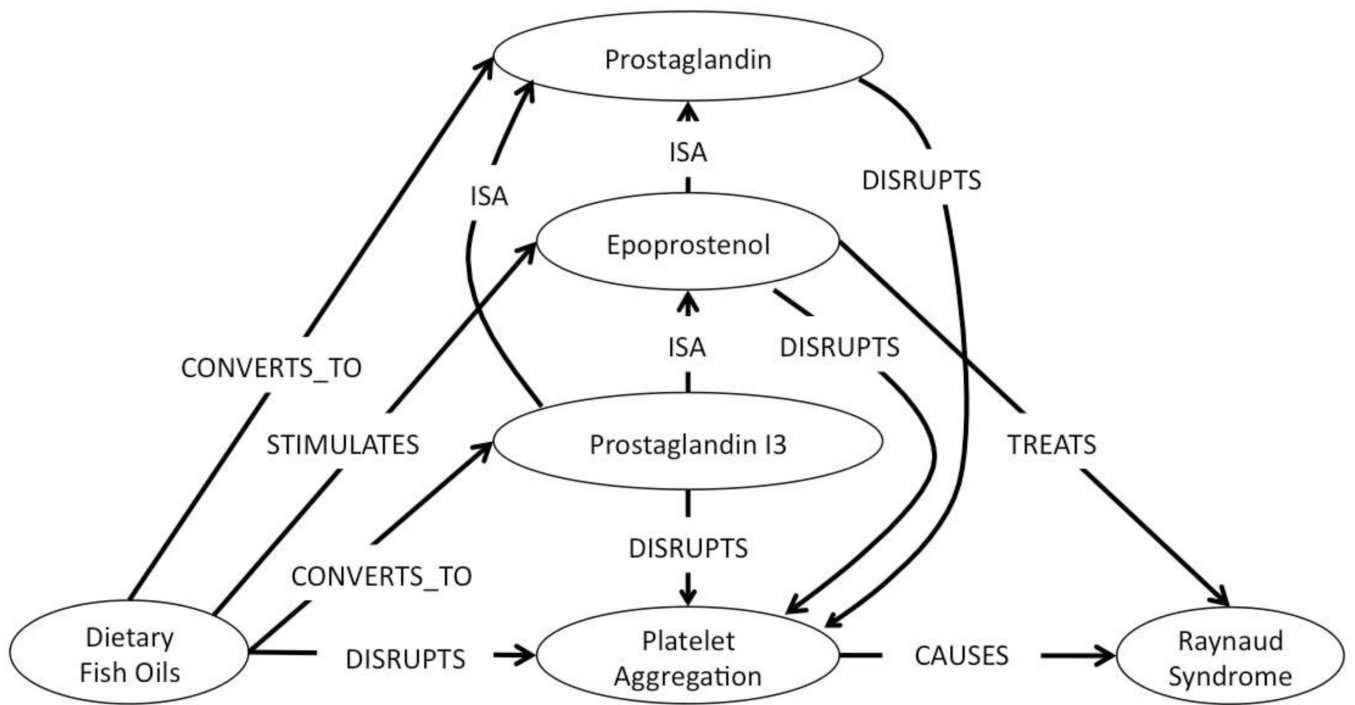 Prostaglandin
ISA
DISRUPTS
ISA
Epoprostenol
ISA
DISRUPTS
CONVERTS_TO
STIMULATES
Prostaglandin I3
TREATS
DISRUPTS
CONVERTS_TO
Dietary
Fish Oils
DISRUPTS
Platelet
Aggregation
CAUSES
Raynaud
Syndrome